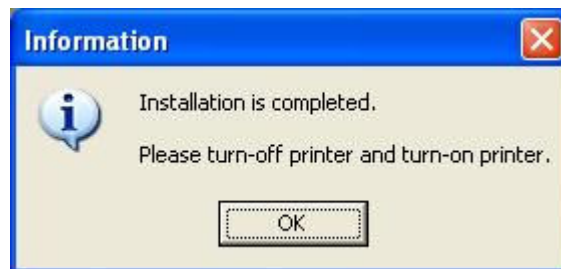 Information
Installation is completed.
Please turn-off printer and turn-on printer.
OK